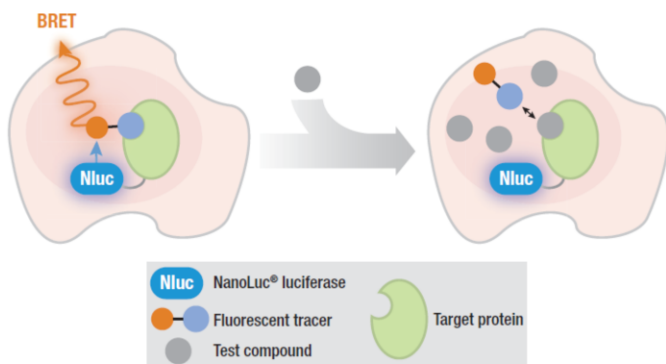 BRET
Nluc
Nluc
Nluc NanoLuc® luciferase
Fluorescent tracer
Target protein
Test compound